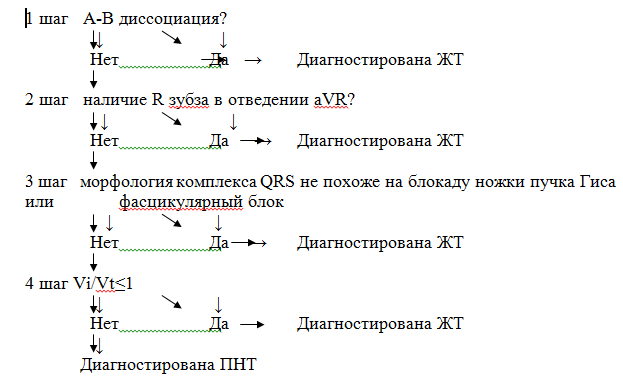 1 шаг А-В диссоциация?
Нет Да → Диагностирована ЖТ
2 шаг наличие R зубза в отведении aVR?
Нет Да → Диагностирована ЖТ
3 шаг морфология комплекса QRS не похоже на блокаду ножки пучка Гиса
или фасцикулярный блок
Нет Да → Диагностирована ЖТ
4 шаг Vi/Vt≤1
Нет Да → Диагностирована ЖТ
Диагностирована ПНТ